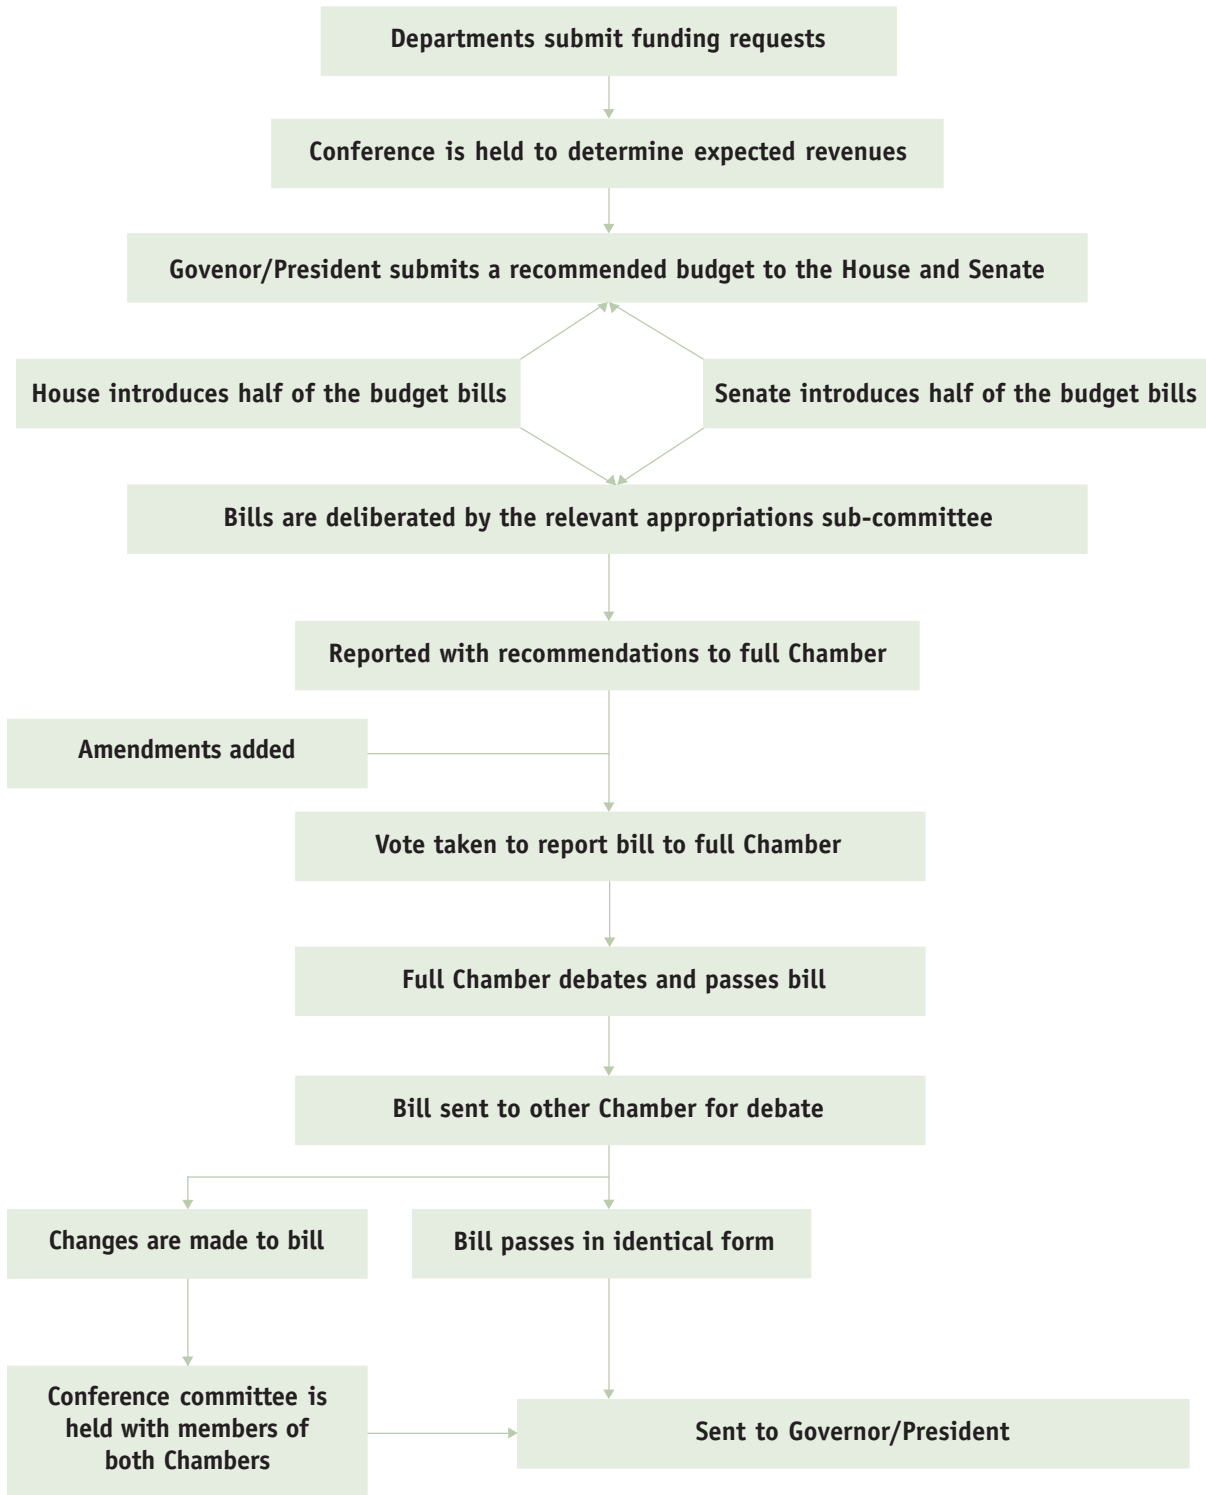 Departments submit funding requests
Conference is held to determine expected revenues
Govenor/President submits a recommended budget to the House and Senate
House introduces half of the budget bills
Senate introduces half of the budget bills
Bills are deliberated by the relevant appropriations sub-committee
Reported with recommendations to full Chamber
Amendments added
Vote taken to report bill to full Chamber
Full Chamber debates and passes bill
Bill sent to other Chamber for debate
Changes are made to bill
Bill passes in identical form
Conference committee is
held with members of
both Chambers
Sent to Governor/President